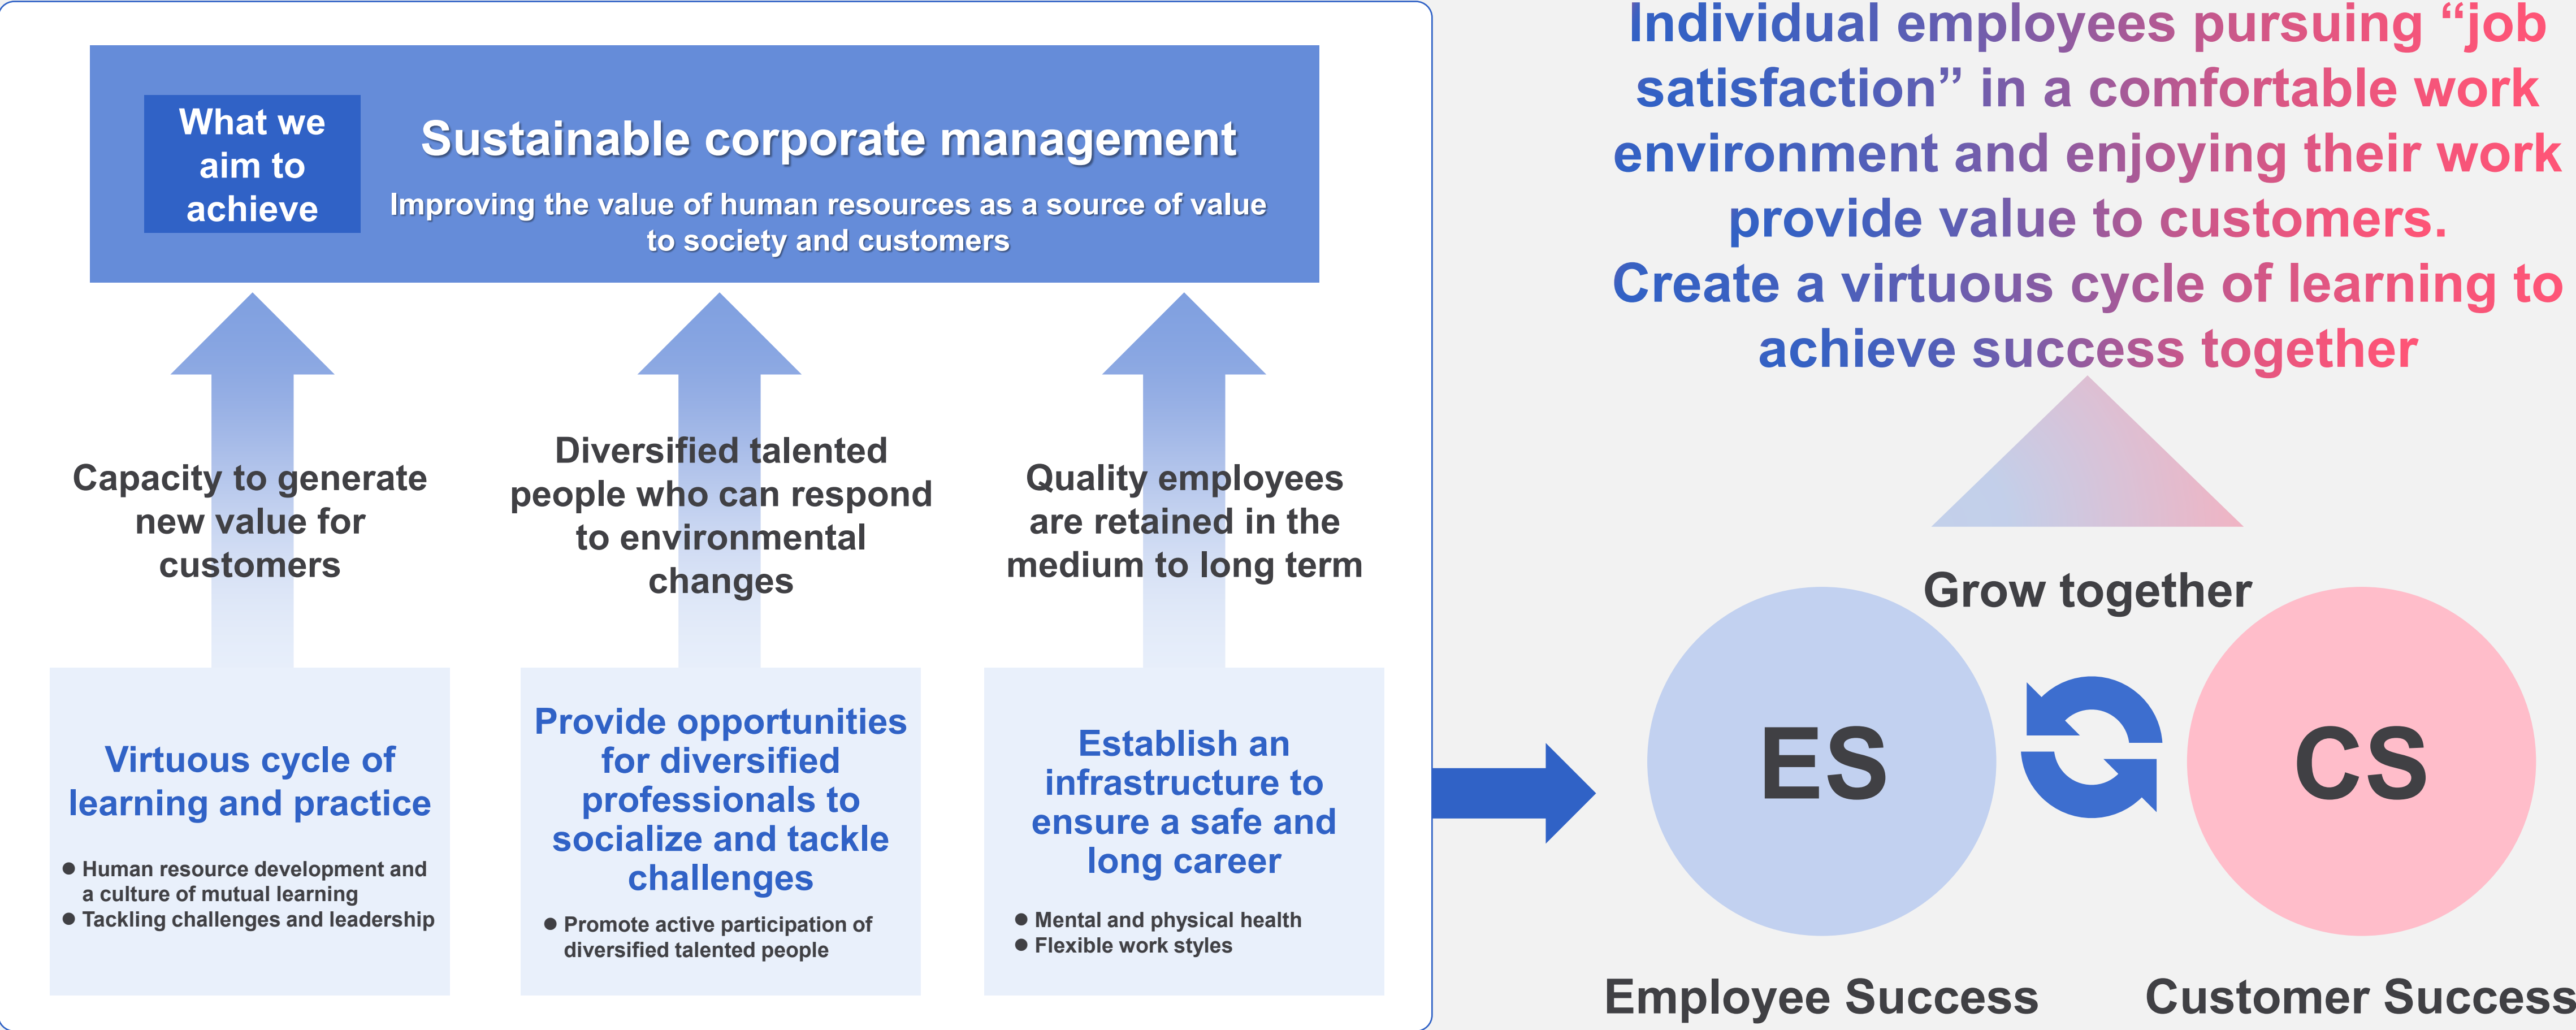 What we
aim to
achieve
Sustainable corporate management
Improving the value of human resources as a source of value
to society and customers
Capacity to generate
new value for
customers
Diversified talented
people who can respond
to environmental
changes
Quality employees
are retained in the
medium to long term
Virtuous cycle of
learning and practice
● Human resource development and
a culture of mutual learning
● Tackling challenges and leadership
Provide opportunities
for diversified
professionals to
socialize and tackle
challenges
● Promote active participation of
diversified talented people
Establish an
infrastructure to
ensure a safe and
long career
● Mental and physical health
● Flexible work styles
Individual employees pursuing “job
satisfaction” in a comfortable work
environment and enjoying their work
provide value to customers.
Create a virtuous cycle of learning to
achieve success together
Grow together
ES
CS
Employee Success
Customer Success